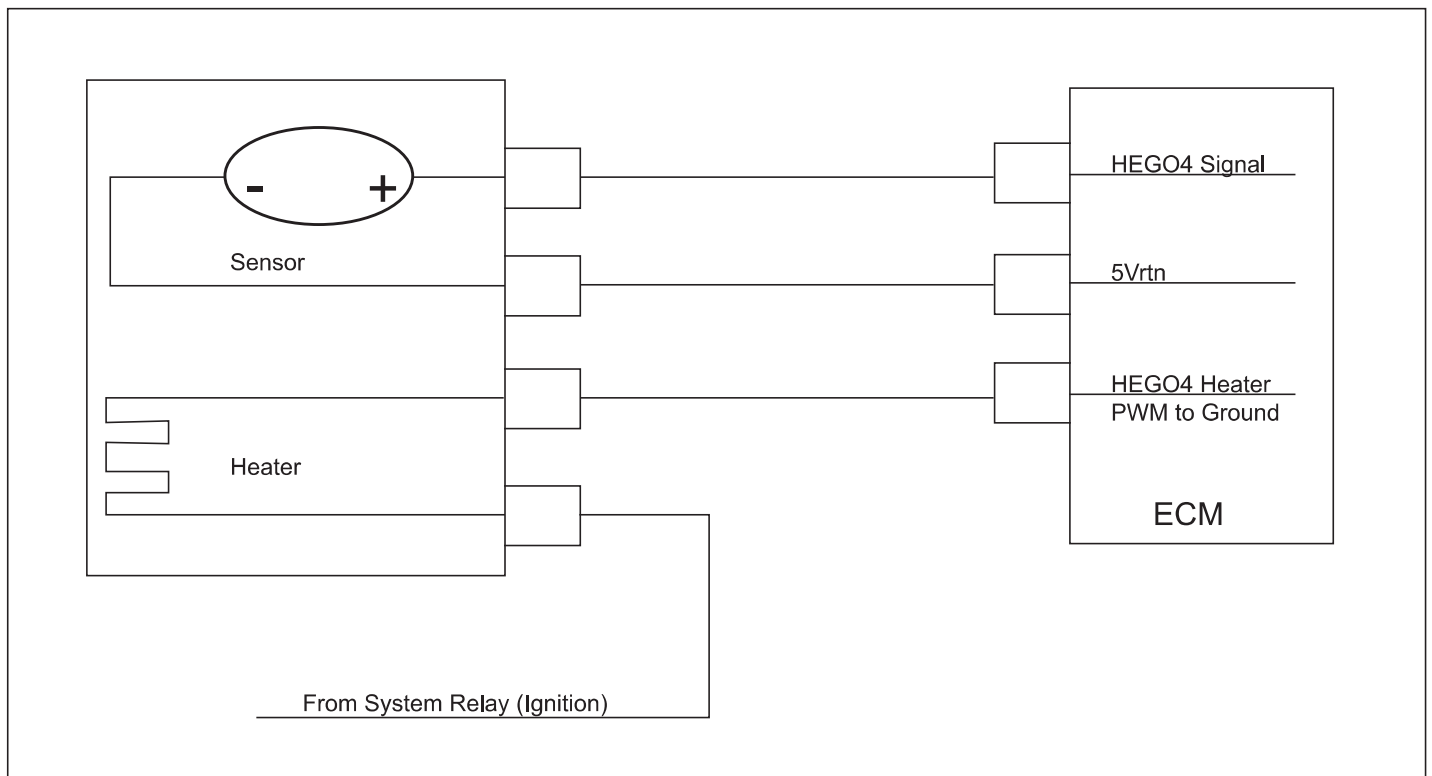 HEGO4 Signal
- +
Sensor
5Vrtn
HEGO4 Heater
PWM to Ground
Heater
ECM
From System Relay (Ignition)